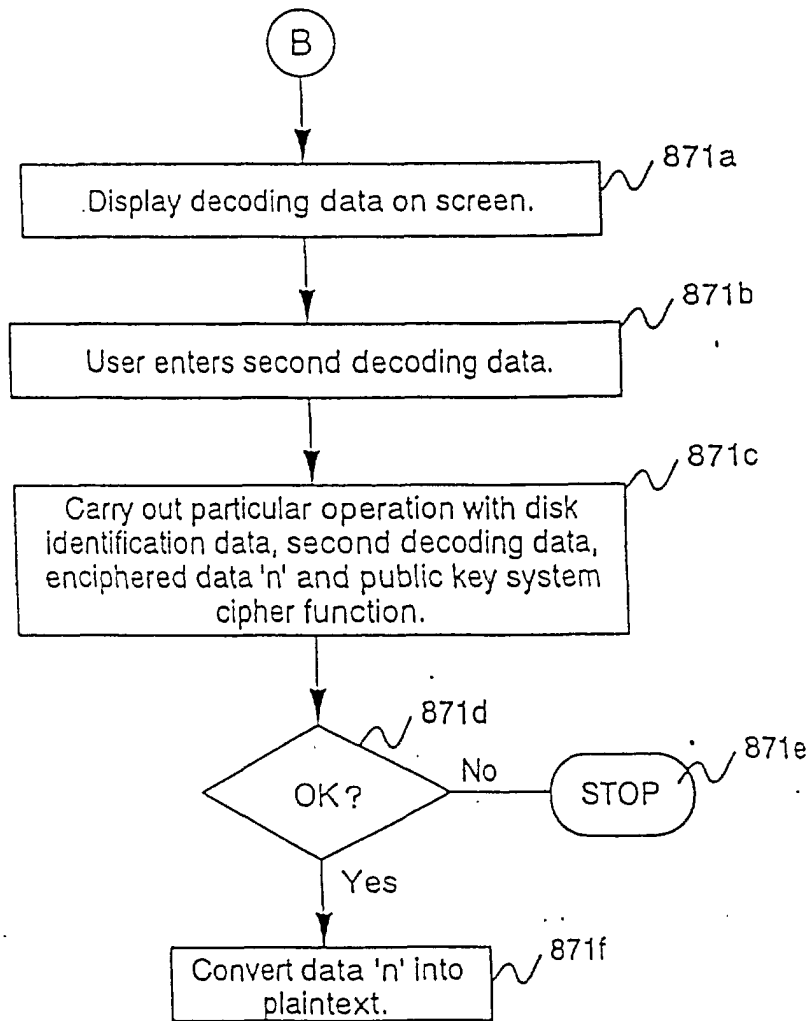 B
871a
Display decoding data on screen.
871b
User enters second decoding data.
871c
Carry out particular operation with disk
identification data, second decoding data,
enciphered data 'n' and public key system
cipher function.
871d
OK?
No
STOP
871e
Yes
871f
Convert data 'n' into
plaintext.